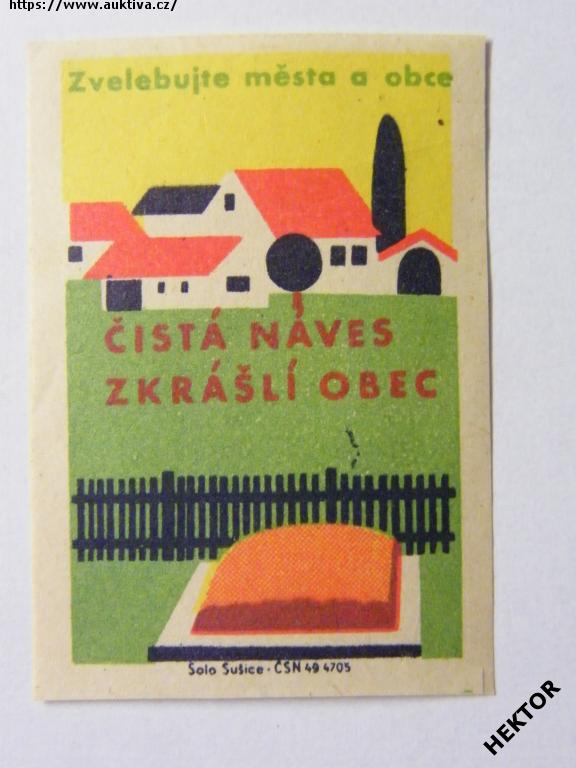 https://www.auktiva.cz/
Zvelebujte města a obce
ČISTÁ NÁVES
ZKRÁŠLÍ OBEC
Solo Sušice - ČSN 49 4705
HEKTOR